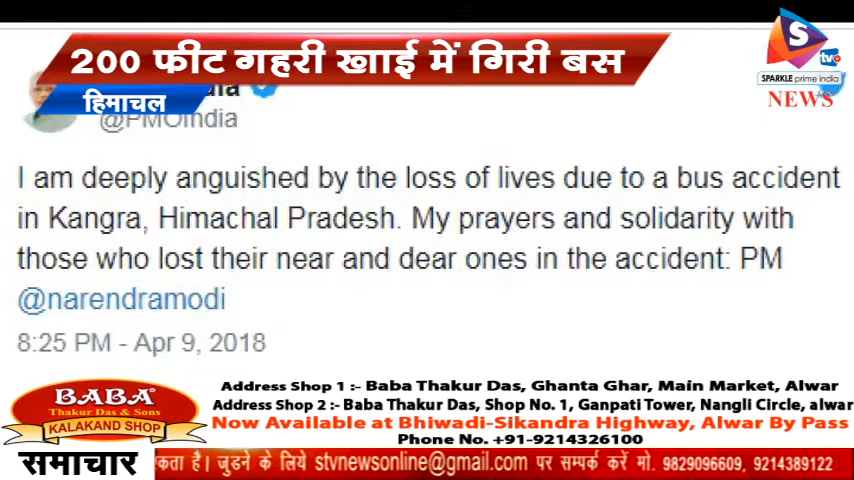 200 फीट गहरी खाई में गिरी बस
हिमाचल
@PMOIndia
S
tvo
SPARKLE prime india
NEWS
I am deeply anguished by the loss of lives due to a bus accident
in Kangra, Himachal Pradesh. My prayers and solidarity with
those who lost their near and dear ones in the accident: PM
@narendramodi
8:25 PM - Apr 9, 2018
BABA
Thakur Das & Sons
KALAKAND SHOP
Address Shop 1 :- Baba Thakur Das, Ghanta Ghar, Main Market, Alwar
Address Shop 2 :- Baba Thakur Das, Shop No. 1, Ganpati Tower, Nangli Circle, alwar
Now Available at Bhiwadi-Sikandra Highway, Alwar By Pass
Phone No. +91-9214326100
समाचार
कता है। जुडने के लिये stvnewsonline@gmail.com पर सम्पर्क करें मो. 9829096609, 9214389122